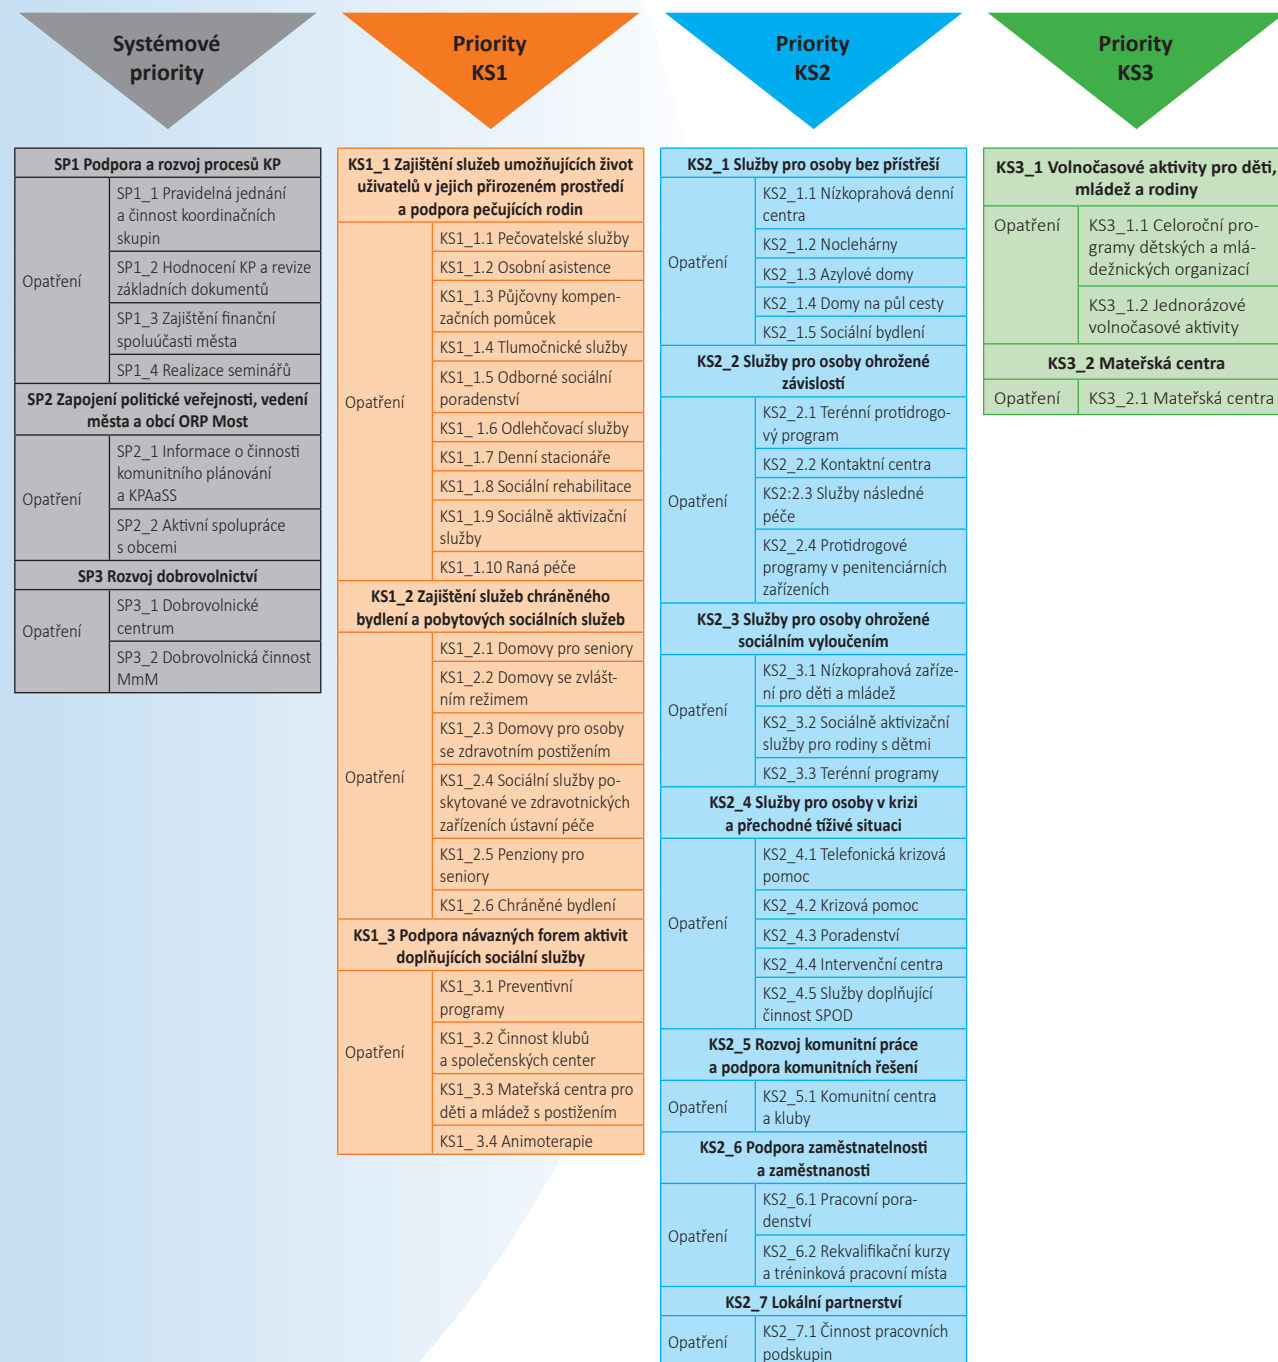 Systémové
priority
SP1 Podpora a rozvoj procesů KP
Opatření
SP1_1 Pravidelná jednání
a činnost koordinačních
skupin
SP1_2 Hodnocení KP a revize
základních dokumentů
SP1_3 Zajištění finanční
spoluúčasti města
SP1_4 Realizace seminářů
SP2 Zapojení politické veřejnosti, vedení
města a obcí ORP Most
Opatření
SP2_1 Informace o činnosti
komunitního plánování
a KPAaSS
SP2_2 Aktivní spolupráce
s obcemi
SP3 Rozvoj dobrovolnictví
Opatření
SP3_1 Dobrovolnické
centrum
SP3_2 Dobrovolnická činnost
MmM
Priority
KS1
KS1_1 Zajištění služeb umožňujících život
uživatelů v jejich přirozeném prostředí
a podpora pečujících rodin
Opatření
KS1_1.1 Pečovatelské služby
KS1_1.2 Osobní asistence
KS1_1.3 Půjčovny kompen-
začních pomůcek
KS1_1.4 Tlumočnické služby
KS1_1.5 Odborné sociální
poradenství
KS1_ 1.6 Odlehčovací služby
KS1_1.7 Denní stacionáře
KS1_1.8 Sociální rehabilitace
KS1_1.9 Sociálně aktivizační
služby
KS1_1.10 Raná péče
KS1_2 Zajištění služeb chráněného
bydlení a pobytových sociálních služeb
Opatření
KS1_2.1 Domovy pro seniory
KS1_2.2 Domovy se zvlášt-
ním režimem
KS1_2.3 Domovy pro osoby
se zdravotním postižením
KS1_2.4 Sociální služby po-
skytované ve zdravotnických
zařízeních ústavní péče
KS1_2.5 Penziony pro
seniory
KS1_2.6 Chráněné bydlení
KS1_3 Podpora návazných forem aktivit
doplňujících sociální služby
Opatření
KS1_3.1 Preventivní
programy
KS1_3.2 Činnost klubů
a společenských center
KS1_3.3 Mateřská centra pro
děti a mládež s postižením
KS1_ 3.4 Animoterapie
Priority
KS2
KS2_1 Služby pro osoby bez přístřeší
Opatření
KS2_1.1 Nízkoprahová denní
centra
KS2_1.2 Noclehárny
KS2_1.3 Azylové domy
KS2_1.4 Domy na půl cesty
KS2_1.5 Sociální bydlení
KS2_2 Služby pro osoby ohrožené
závislostí
Opatření
KS2_2.1 Terénní protidrogo-
vý program
KS2_2.2 Kontaktní centra
KS2:2.3 Služby následné
péče
KS2_2.4 Protidrogové
programy v penitenciárních
zařízeních
KS2_3 Služby pro osoby ohrožené
sociálním vyloučením
Opatření
KS2_3.1 Nízkoprahová zaříze-
ní pro děti a mládež
KS2_3.2 Sociálně aktivizační
služby pro rodiny s dětmi
KS2_3.3 Terénní programy
KS2_4 Služby pro osoby v krizi
a přechodné tíživé situaci
Opatření
KS2_4.1 Telefonická krizová
pomoc
KS2_4.2 Krizová pomoc
KS2_4.3 Poradenství
KS2_4.4 Intervenční centra
KS2_4.5 Služby doplňující
činnost SPOD
KS2_5 Rozvoj komunitní práce
a podpora komunitních řešení
Opatření
KS2_5.1 Komunitní centra
a kluby
KS2_6 Podpora zaměstnatelnosti
a zaměstnanosti
Opatření
KS2_6.1 Pracovní pora-
denství
KS2_6.2 Rekvalifikační kurzy
a tréninková pracovní místa
KS2_7 Lokální partnerství
Opatření
KS2_7.1 Činnost pracovních
podskupin
Priority
KS3
KS3_1 Volnočasové aktivity pro děti,
mládež a rodiny
Opatření
KS3_1.1 Celoroční pro-
gramy dětských a mlá-
dežnických organizací
KS3_1.2 Jednorázové
volnočasové aktivity
KS3_2 Mateřská centra
Opatření
KS3_2.1 Mateřská centra